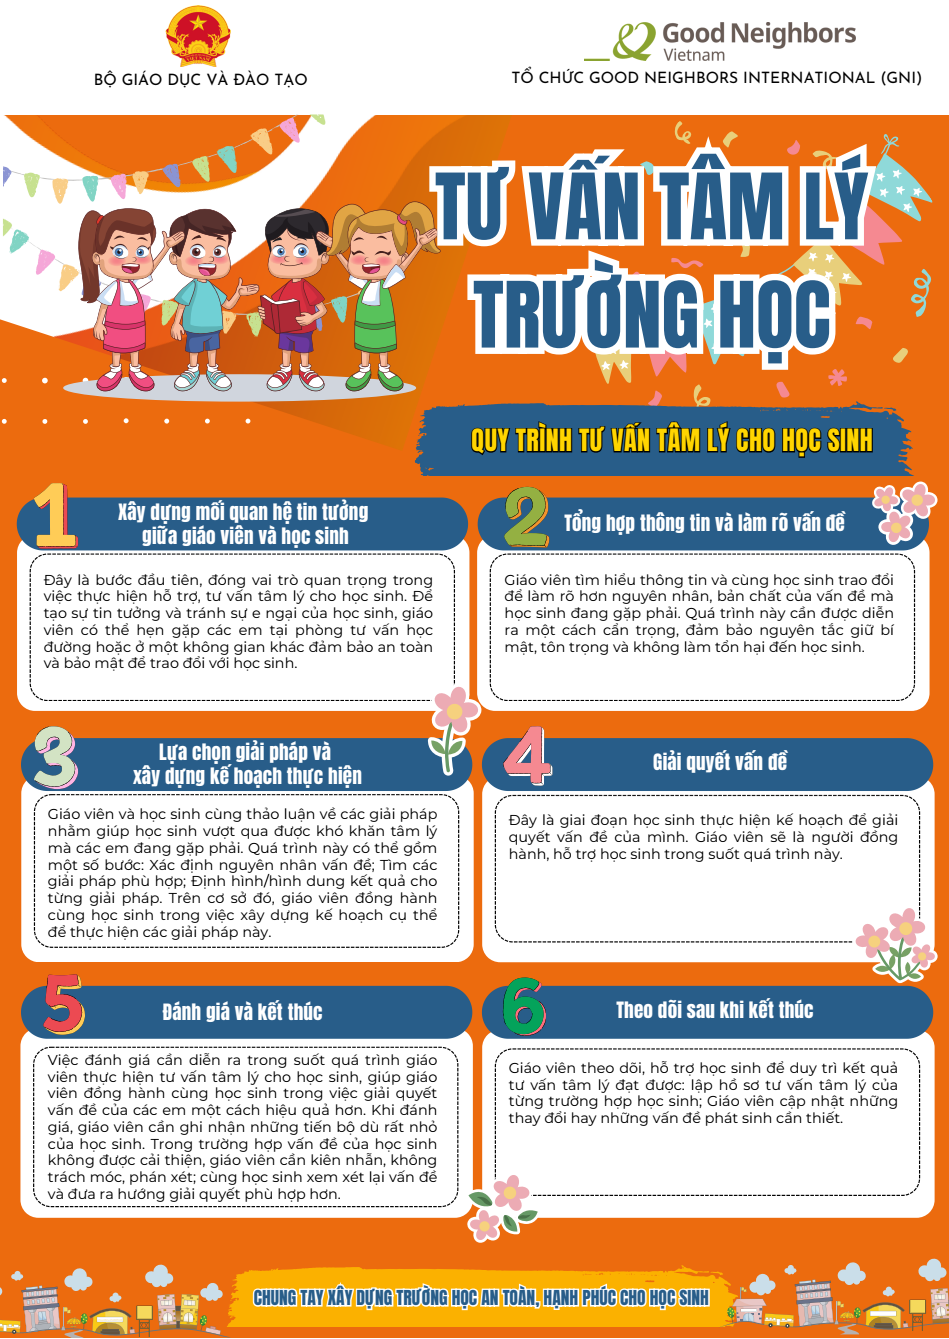 BỘ GIÁO DỤC VÀ ĐÀO TẠO
Good Neighbors
Vietnam
TỔ CHỨC GOOD NEIGHBORS INTERNATIONAL (GNI)
TƯ VẤN TÂM LÝ
TRƯỜNG HỌC
QUY TRÌNH TƯ VẤN TÂM LÝ CHO HỌC SINH
1
Xây dựng mối quan hệ tin tưởng
giữa giáo viên và học sinh
Đây là bước đầu tiên, đóng vai trò quan trọng trong
việc thực hiện hỗ trợ, tư vấn tâm lý cho học sinh. Để
tạo sự tin tưởng và tránh sự e ngại của học sinh, giáo
viên có thể hẹn gặp các em tại phòng tư vấn học
đường hoặc ở một không gian khác đảm bảo an toàn
và bảo mật để trao đổi với học sinh.
2
Tổng hợp thông tin và làm rõ vấn đề
Giáo viên tìm hiểu thông tin và cùng học sinh trao đổi
để làm rõ hơn nguyên nhân, bản chất của vấn đề mà
học sinh đang gặp phải. Quá trình này cần được diễn
ra một cách cẩn trọng, đảm bảo nguyên tắc giữ bí
mật, tôn trọng và không làm tổn hại đến học sinh.
3
Lựa chọn giải pháp và
xây dựng kế hoạch thực hiện
Giáo viên và học sinh cùng thảo luận về các giải pháp
nhằm giúp học sinh vượt qua được khó khăn tâm lý
mà các em đang gặp phải. Quá trình này có thể gồm
một số bước: Xác định nguyên nhân vấn đề; Tìm các
giải pháp phù hợp; Định hình/hình dung kết quả cho
từng giải pháp. Trên cơ sở đó, giáo viên đồng hành
cùng học sinh trong việc xây dựng kế hoạch cụ thể
để thực hiện các giải pháp này.
4
Giải quyết vấn đề
Đây là giai đoạn học sinh thực hiện kế hoạch để giải
quyết vấn đề của mình. Giáo viên sẽ là người đồng
hành, hỗ trợ học sinh trong suốt quá trình này.
5
Đánh giá và kết thúc
Việc đánh giá cần diễn ra trong suốt quá trình giáo
viên thực hiện tư vấn tâm lý cho học sinh, giúp giáo
viên đồng hành cùng học sinh trong việc giải quyết
vấn đề của các em một cách hiệu quả hơn. Khi đánh
giá, giáo viên cần ghi nhận những tiến bộ dù rất nhỏ
của học sinh. Trong trường hợp vấn đề của học sinh
không được cải thiện, giáo viên cần kiên nhẫn, không
trách móc, phán xét; cùng học sinh xem xét lại vấn đề
và đưa ra hướng giải quyết phù hợp hơn.
6
Theo dõi sau khi kết thúc
Giáo viên theo dõi, hỗ trợ học sinh để duy trì kết quả
tư vấn tâm lý đạt được: lập hồ sơ tư vấn tâm lý của
từng trường hợp học sinh; Giáo viên cập nhật những
thay đổi hay những vấn đề phát sinh cần thiết.
CHUNG TAY XÂY DỰNG TRƯỜNG HỌC AN TOÀN, HẠNH PHÚC CHO HỌC SINH